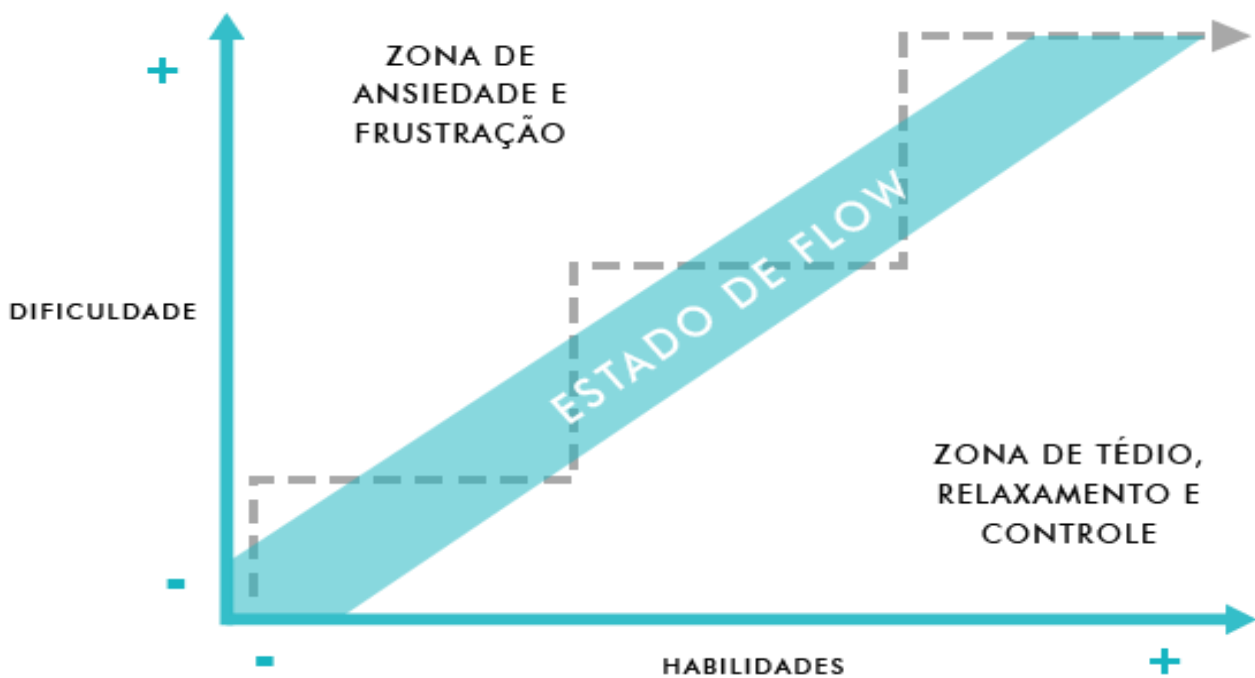 +
ZONA DE
ANSIEDADE E
FRUSTRAÇÃO
ESTADO DE FLOW
DIFICULDADE
ZONA DE TÉDIO,
RELAXAMENTO E
CONTROLE
-
-
HABILIDADES
+